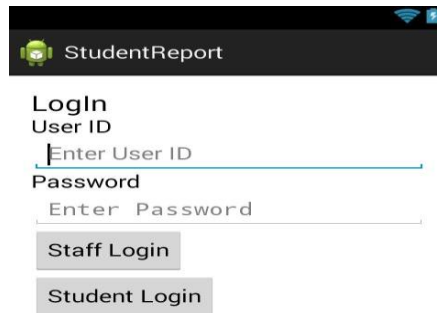 StudentReport
LogIn
User ID
Enter User ID
Password
Enter Password
Staff Login
Student Login